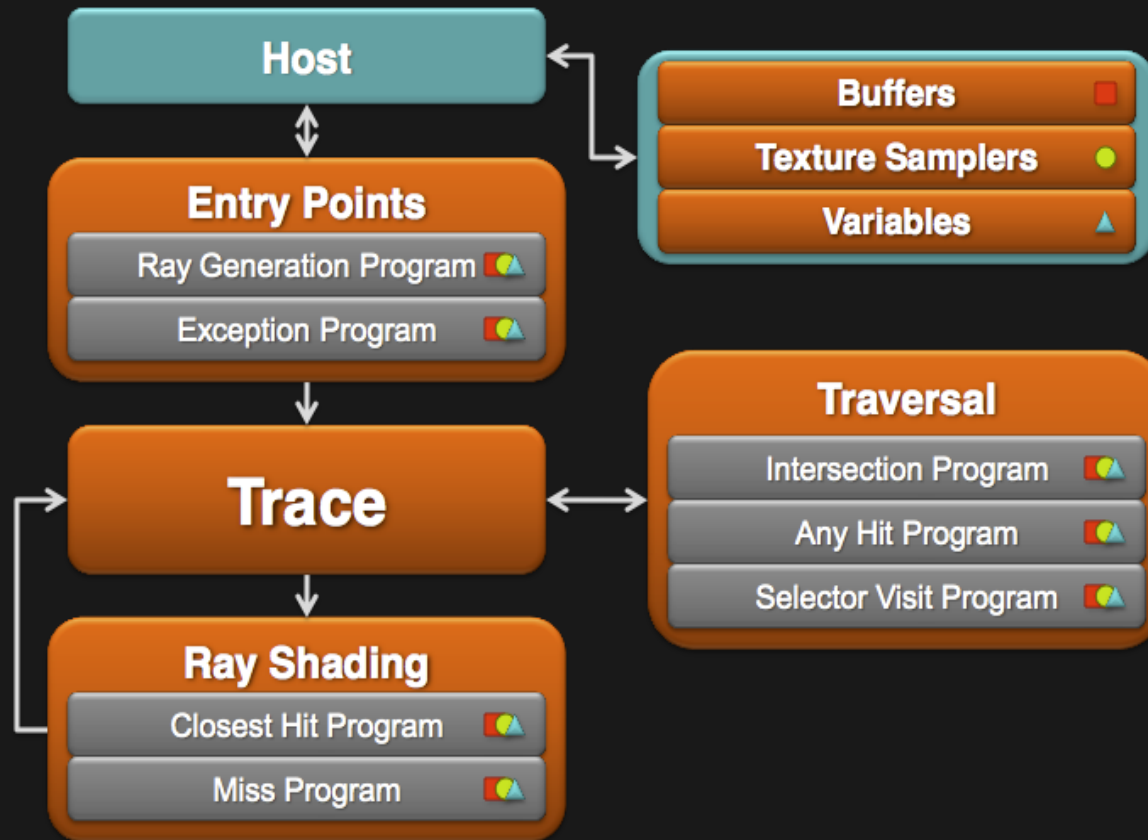 Host
Buffers
Texture Samplers
Variables
Entry Points
Ray Generation Program
Exception Program
Trace
Traversal
Intersection Program
Any Hit Program
Selector Visit Program
Ray Shading
Closest Hit Program
Miss Program